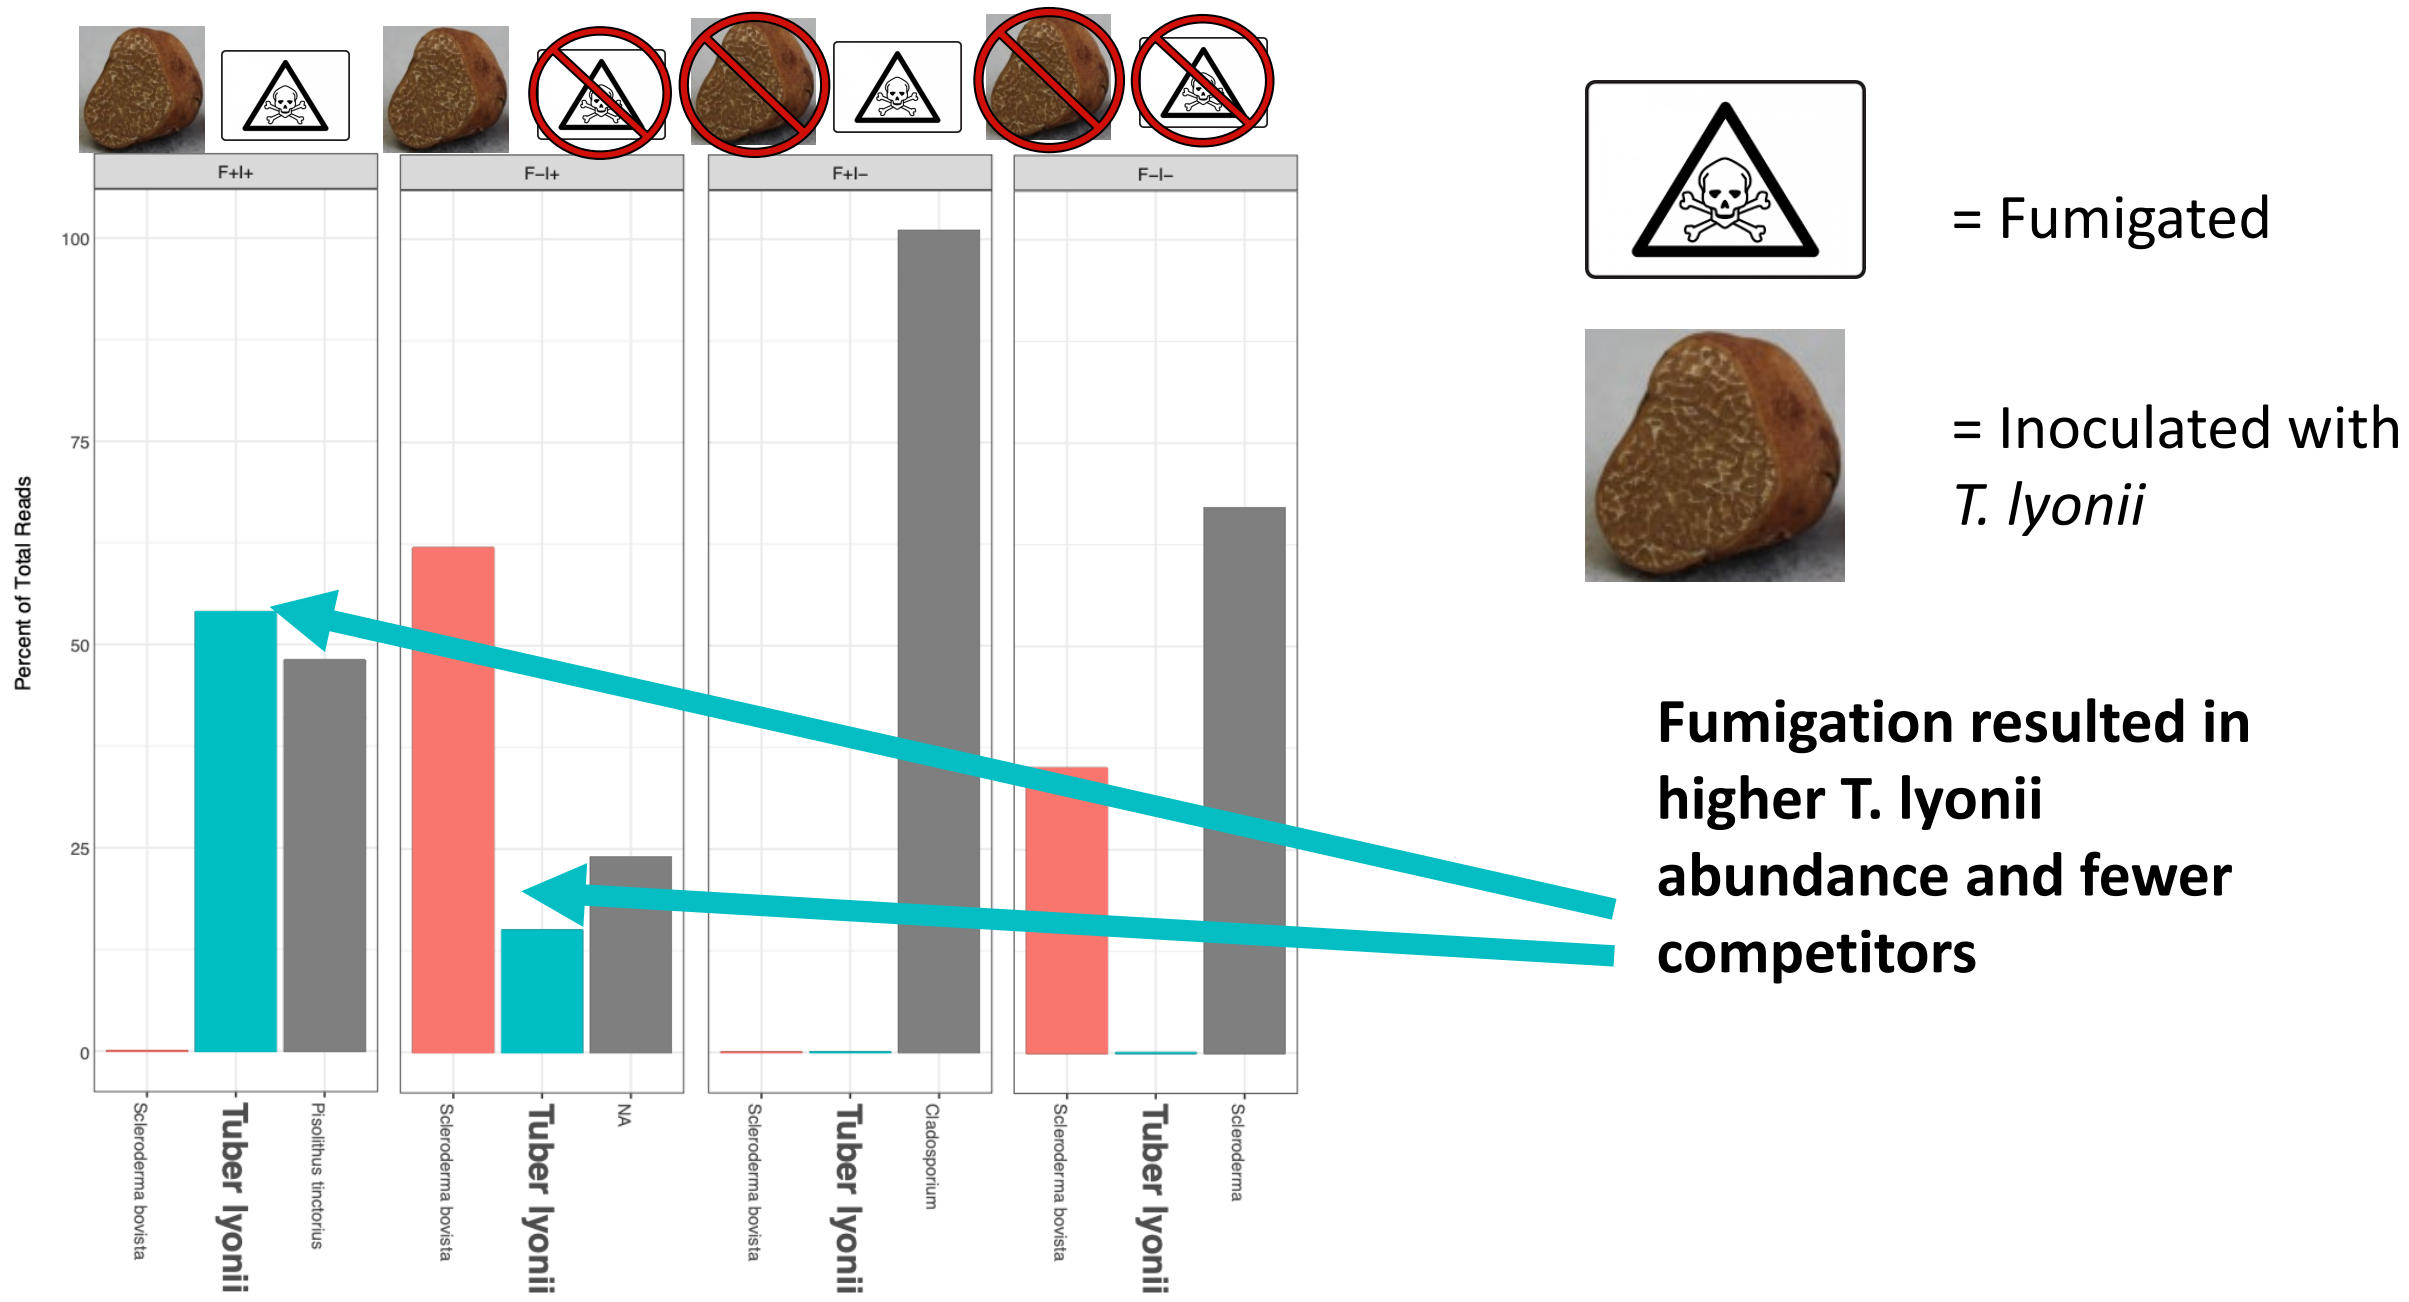 F+I+
F−I+
F+I−
F−I−
Percent of Total Reads
100
75
50
25
0
Scleroderma bovista
Tuber lyonii
Pisolithus tinctorius
Scleroderma bovista
Tuber lyonii
NA
Scleroderma bovista
Tuber lyonii
Cladosporium
Scleroderma bovista
Tuber lyonii
Scleroderma
= Fumigated
= Inoculated with
T. lyonii
Fumigation resulted in
higher T. lyonii
abundance and fewer
competitors